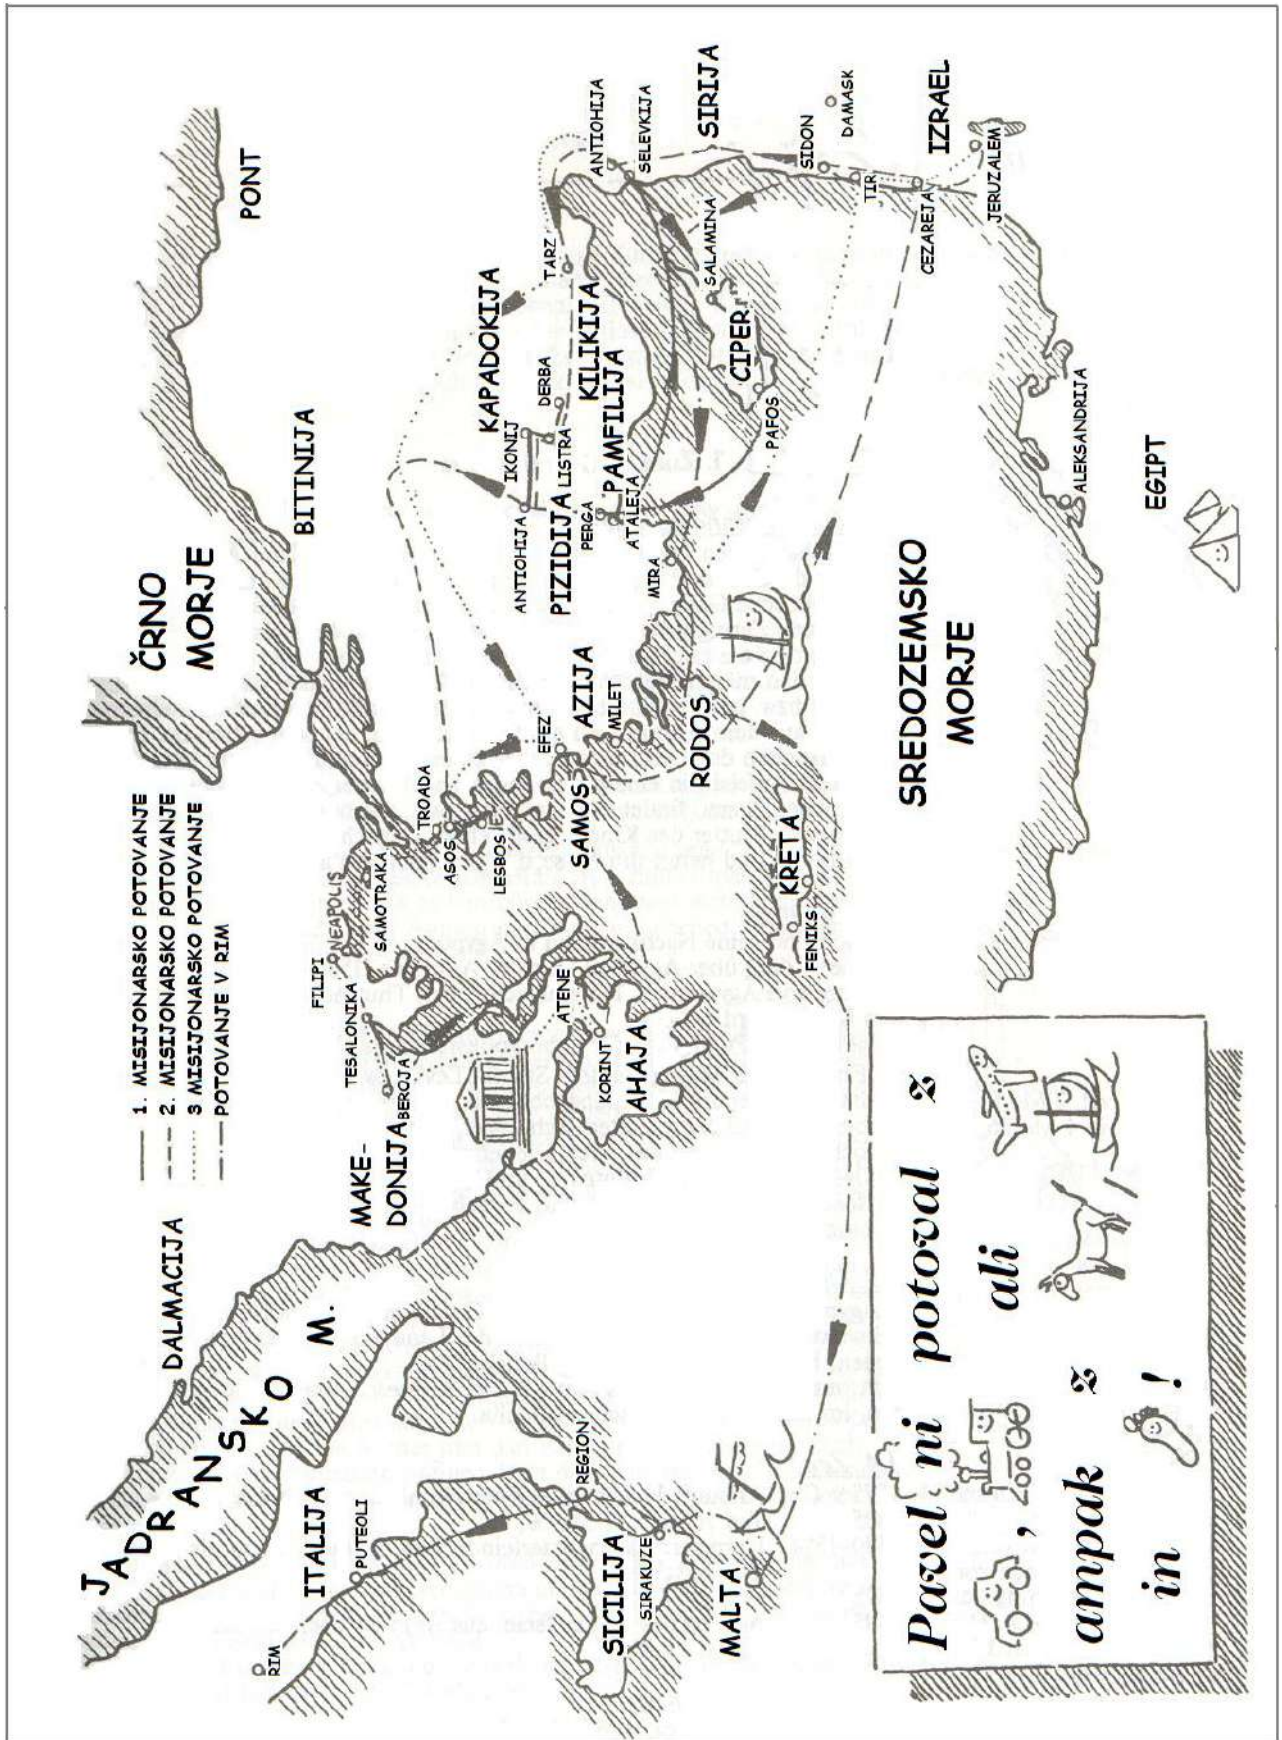 JADRANSKO M.
DALMACIJA
1. MISIJONARSKO POTOVANJE
2. MISIJONARSKO POTOVANJE
3 MISIJONARSKO POTOVANJE
POTOVANJE V RIM
ČRNO
MORJE
BITINIJA
PONT
ITALIJA
RIM
PUTEOLI
REGION
SICILIJA
SIRAKUZE
MALTA
MAKE-
DONIJA
BEROJA
TESALONIKA
FILIPI
NEAPOLIS
SAMOTRAKA
TROADA
ASOS
LESBOS
ATENE
KORINT
AHAJA
SAMOS
EFEZ
AZIJA
MILET
RODOS
KRETA
FENIKS
ANTIOHIJA
PIZIDIJA
IKONIJ
LISTRA
DERBA
KAPADOKIJA
KILIKIJA
PAMFILIJA
PERGA
ATALEJA
MIRA
TARZ
ANTIOHIJA
SELEVKIJA
SIRIJA
SALAMINA
CIPER
PAFOS
SIDON
DAMASK
TIR
CEZAREJA
IZRAEL
JERUZALEM
SREDOZEMSKO
MORJE
ALEKSANDRIJA
EGIPT
Pavel ni potoval z
, ali
ampak z
in !